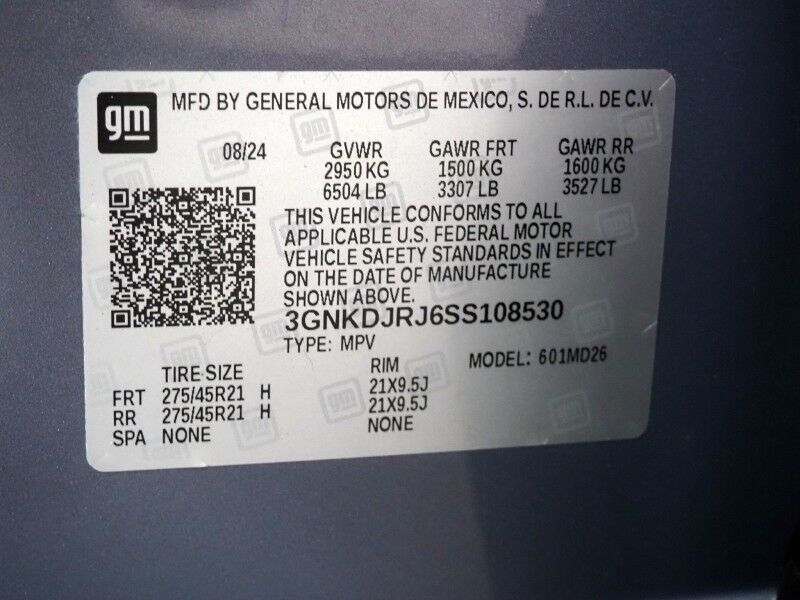 gm MFD BY GENERAL MOTORS DE MEXICO, S. DE R.L. DE C.V.
08/24 GVWR GAWR FRT GAWR RR
2950 KG 1500 KG 1600 KG
6504 LB 3307 LB 3527 LB
THIS VEHICLE CONFORMS TO ALL
APPLICABLE U.S. FEDERAL MOTOR
VEHICLE SAFETY STANDARDS IN EFFECT
ON THE DATE OF MANUFACTURE
SHOWN ABOVE.
3GNKDJRJ6SS108530
TYPE: MPV MODEL: 601MD26
TIRE SIZE RIM
FRT 275/45R21 H 21X9.5J
RR 275/45R21 H 21X9.5J
SPA NONE NONE